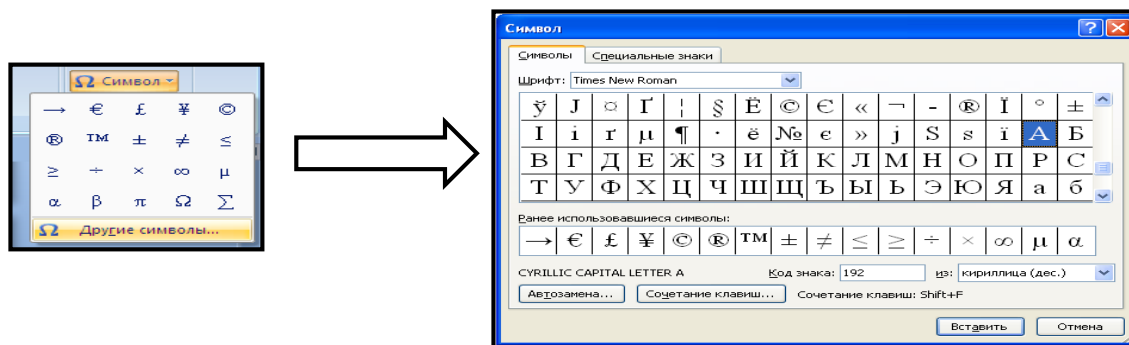 Ω Символ
→ € £ ¥ ©
® ™ ± ≠ ≤
≥ ÷ × ∞ µ
α β π Ω ∑
Ω Другие символы...
Символ
Символы Специальные знаки
Шрифт: Times New Roman
ў Ј ¤ Ґ ¦ § Ё © Є « ¬ - ® Ї ° ±
І і ґ µ ¶ · ё № є » ј Ѕ ѕ ї А Б
В Г Д Е Ж З И Й К Л М Н О П Р С
Т У Ф Х Ц Ч Ш Щ Ъ Ы Ь Э Ю Я а б
Ранее использовавшиеся символы:
→ € £ ¥ © ® ™ ± ≠ ≤ ≥ ÷ × ∞ µ α
CYRILLIC CAPITAL LETTER A Код знака: 192 из: кириллица (дес.)
Автозамена... Сочетание клавиш... Сочетание клавиш: Shift+F
Вставить Отмена